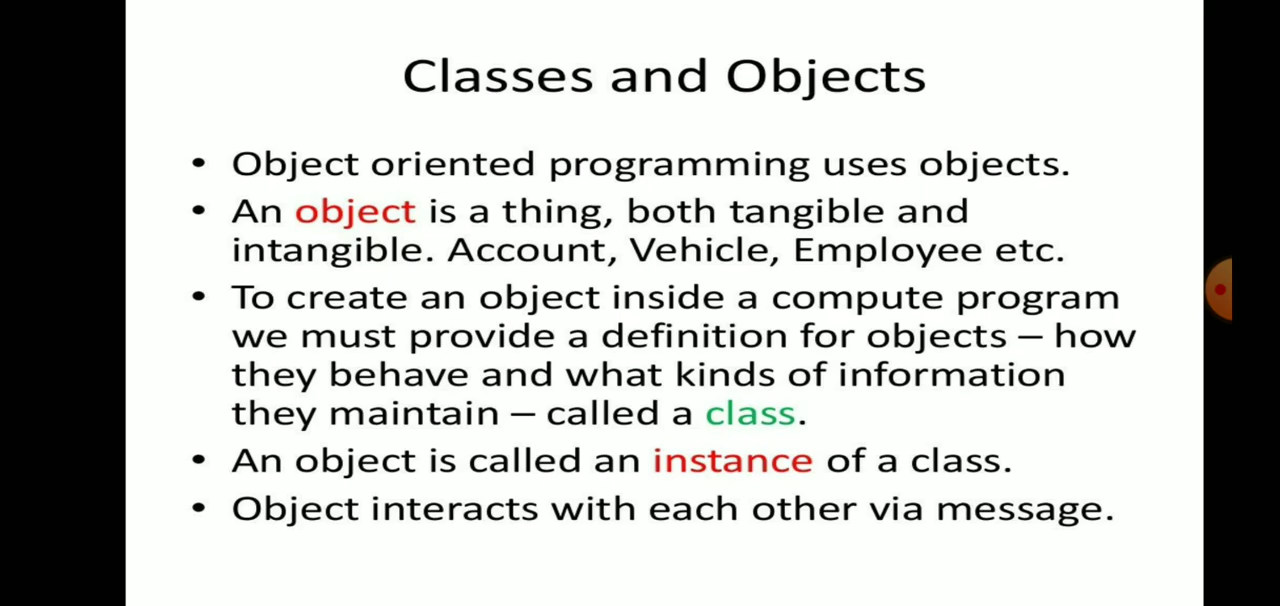 Classes and Objects
• Object oriented programming uses objects.
• An object is a thing, both tangible and
intangible. Account, Vehicle, Employee etc.
• To create an object inside a compute program
we must provide a definition for objects – how
they behave and what kinds of information
they maintain – called a class.
• An object is called an instance of a class.
• Object interacts with each other via message.